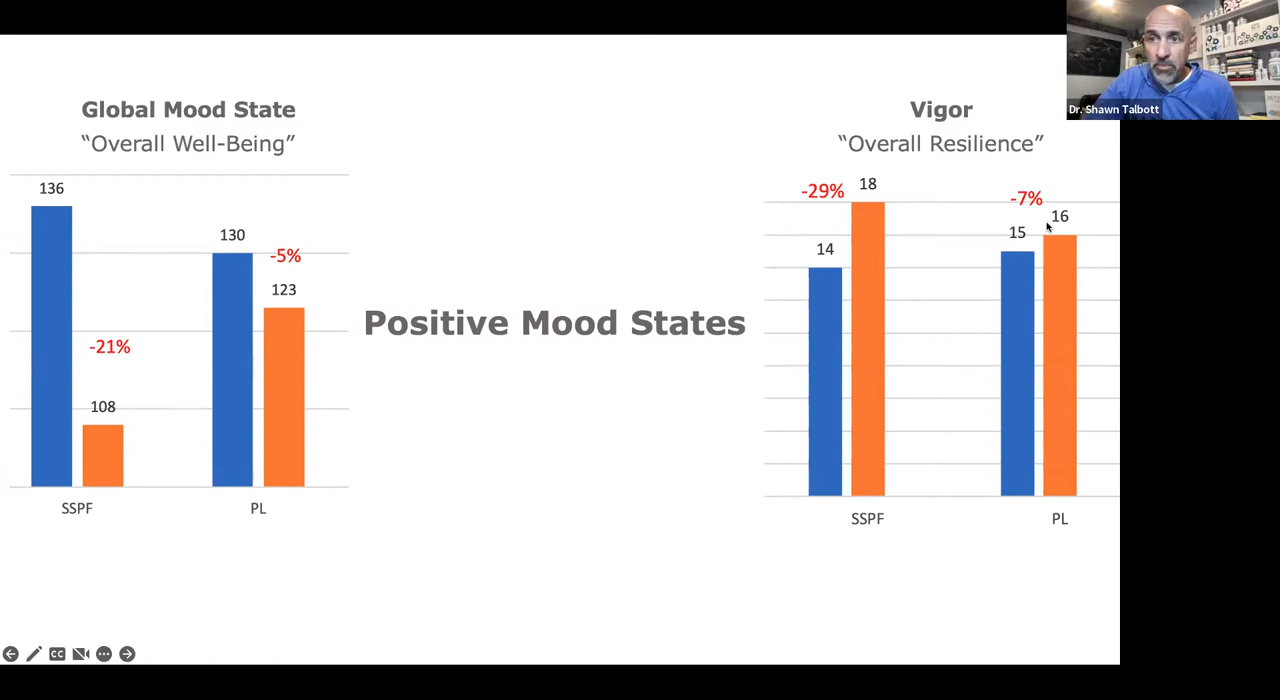 Dr. Shawn Talbott
Global Mood State
“Overall Well-Being”
136
-21%
108
130
-5%
123
SSPF
PL
Positive Mood States
Vigor
“Overall Resilience”
-29%
18
14
-7%
16
15
SSPF
PL
CC